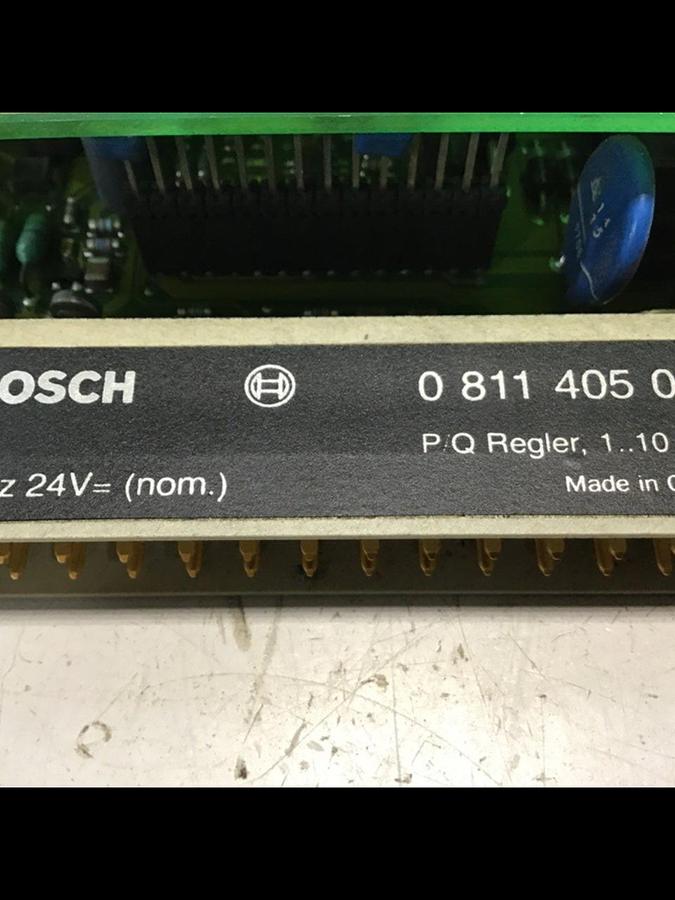 OSCH 0 811 405 0
P/Q Regler, 1..10
z 24V= (nom.)
Made in